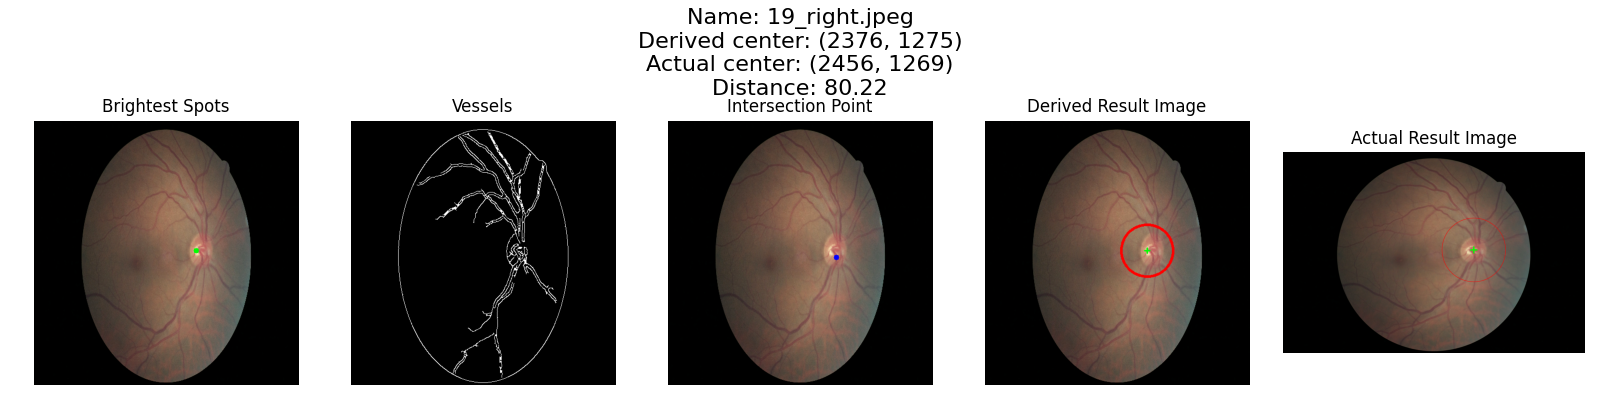 Name: 19_right.jpeg
Derived center: (2376, 1275)
Actual center: (2456, 1269)
Distance: 80.22
Brightest Spots
Vessels
Intersection Point
Derived Result Image
Actual Result Image